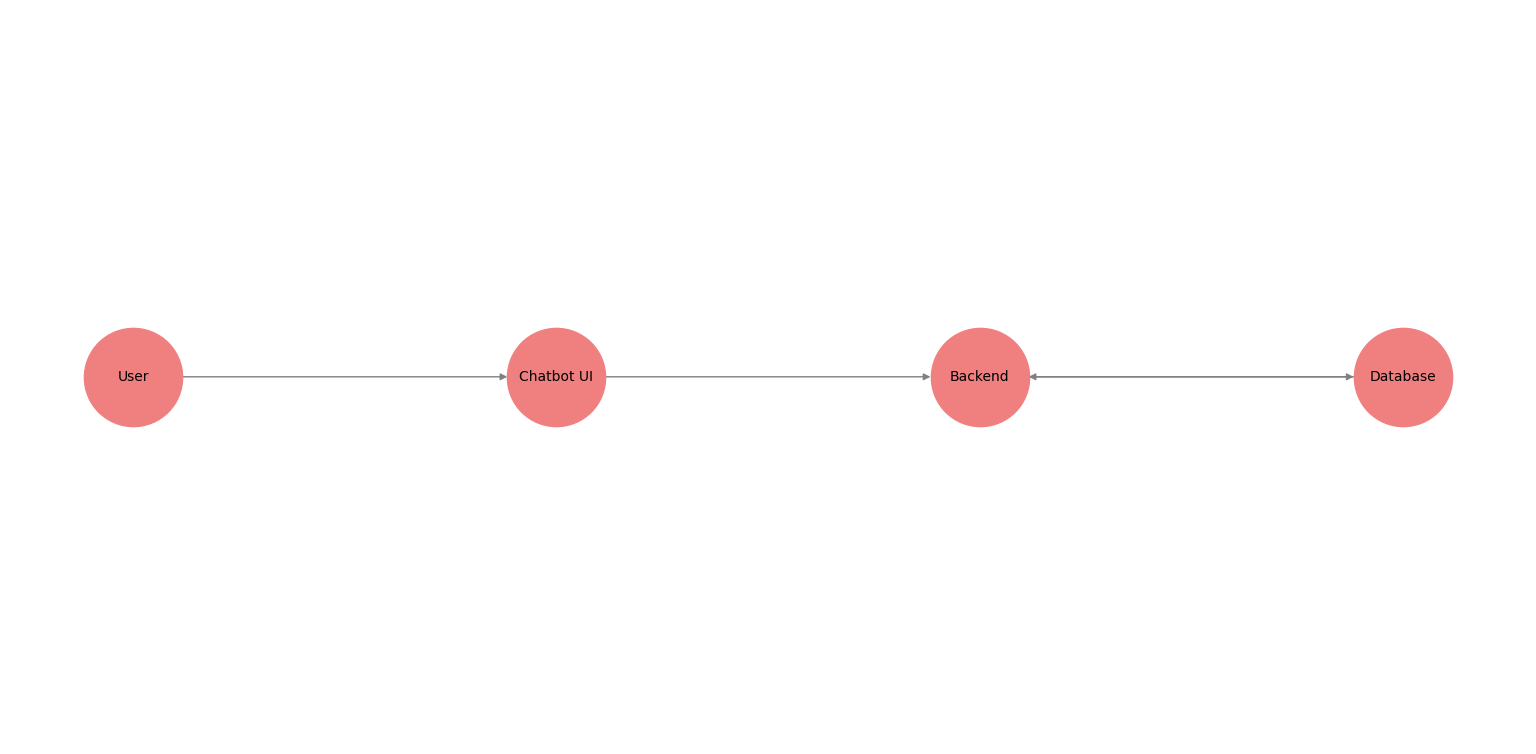 User
Chatbot UI
Backend
Database